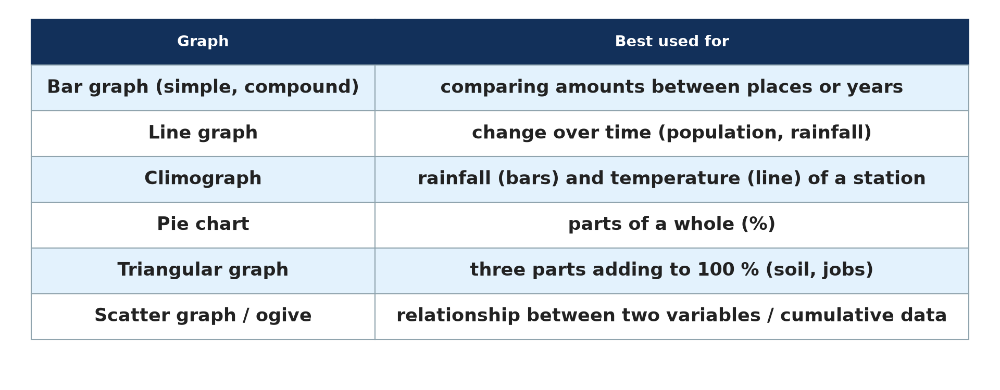 Graph Best used for
Bar graph (simple, compound) comparing amounts between places or years
Line graph change over time (population, rainfall)
Climograph rainfall (bars) and temperature (line) of a station
Pie chart parts of a whole (%)
Triangular graph three parts adding to 100 % (soil, jobs)
Scatter graph / ogive relationship between two variables / cumulative data